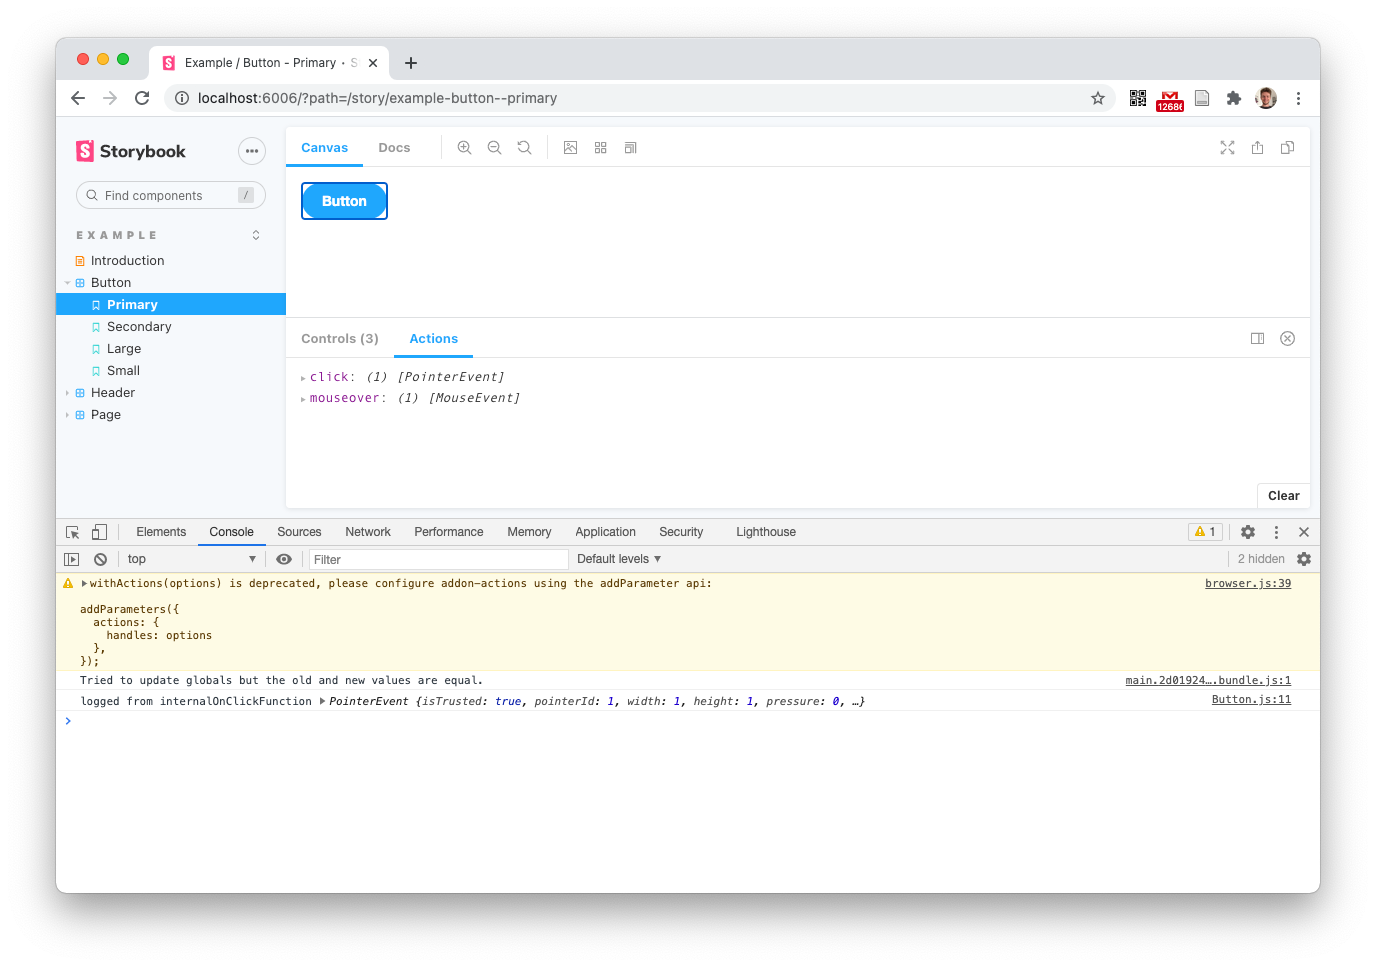 Example / Button - Primary · S
localhost:6006/?path=/story/example-button--primary
12686
Storybook
Find components
/
EXAMPLE
Introduction
Button
Primary
Secondary
Large
Small
Header
Page
Canvas
Docs
Button
Controls (3)
Actions
click: (1) [PointerEvent]
mouseover: (1) [MouseEvent]
Clear
Elements
Console
Sources
Network
Performance
Memory
Application
Security
Lighthouse
1
top
Filter
Default levels
2 hidden
withActions(options) is deprecated, please configure addon-actions using the addParameter api:
browser.js:39
addParameters({
actions: {
handles: options
},
});
Tried to update globals but the old and new values are equal.
main.2d01924….bundle.js:1
logged from internalOnClickFunction PointerEvent {isTrusted: true, pointerId: 1, width: 1, height: 1, pressure: 0, …}
Button.js:11